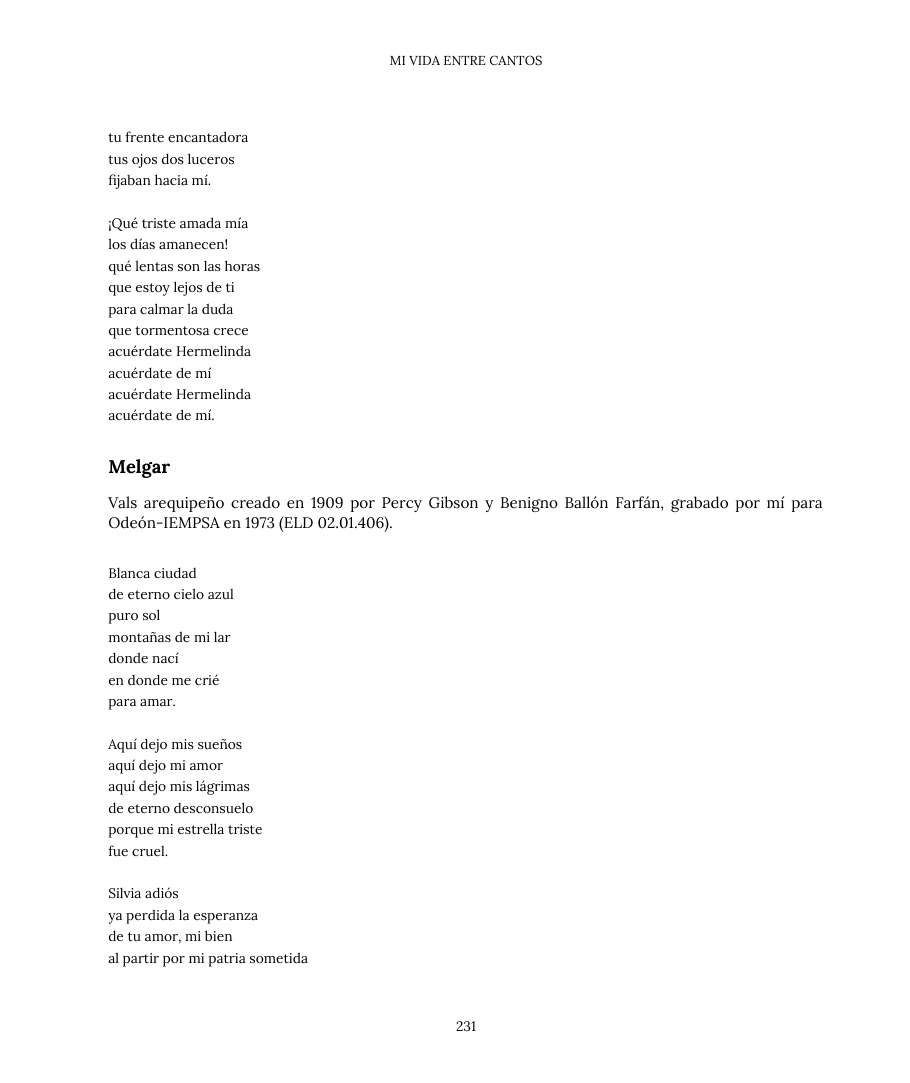 MI VIDA ENTRE CANTOS
tu frente encantadora
tus ojos dos luceros
fijaban hacia mí.
¡Qué triste amada mía
los días amanecen!
qué lentas son las horas
que estoy lejos de ti
para calmar la duda
que tormentosa crece
acuérdate Hermelinda
acuérdate de mí
acuérdate Hermelinda
acuérdate de mí.
Melgar
Vals arequipeño creado en 1909 por Percy Gibson y Benigno Ballón Farfán, grabado por mí para
Odeón-IEMPSA en 1973 (ELD 02.01.406).
Blanca ciudad
de eterno cielo azul
puro sol
montañas de mi lar
donde nací
en donde me crié
para amar.
Aquí dejo mis sueños
aquí dejo mi amor
aquí dejo mis lágrimas
de eterno desconsuelo
porque mi estrella triste
fue cruel.
Silvia adiós
ya perdida la esperanza
de tu amor, mi bien
al partir por mi patria sometida
231